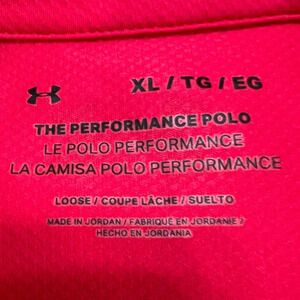 XL / TG / EG
THE PERFORMANCE POLO
LE POLO PERFORMANCE
LA CAMISA POLO PERFORMANCE
LOOSE / COUPE LÂCHE / SUELTO
MADE IN JORDAN / FABRIQUÉ EN JORDANIE /
HECHO EN JORDANIA